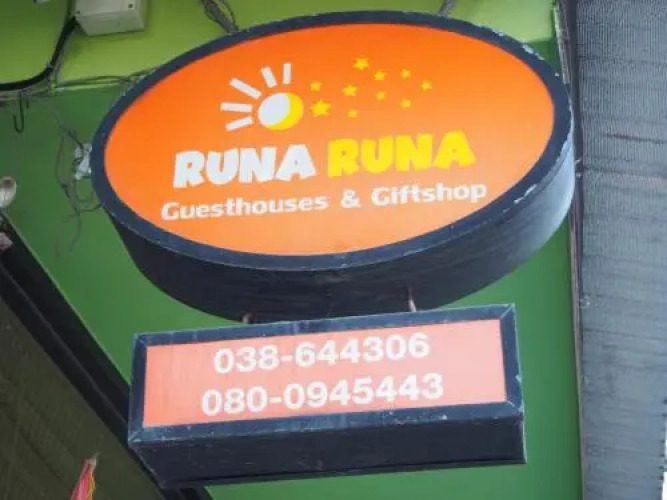 RUNA RUNA
Guesthouses & Giftshop
038-644306
080-0945443